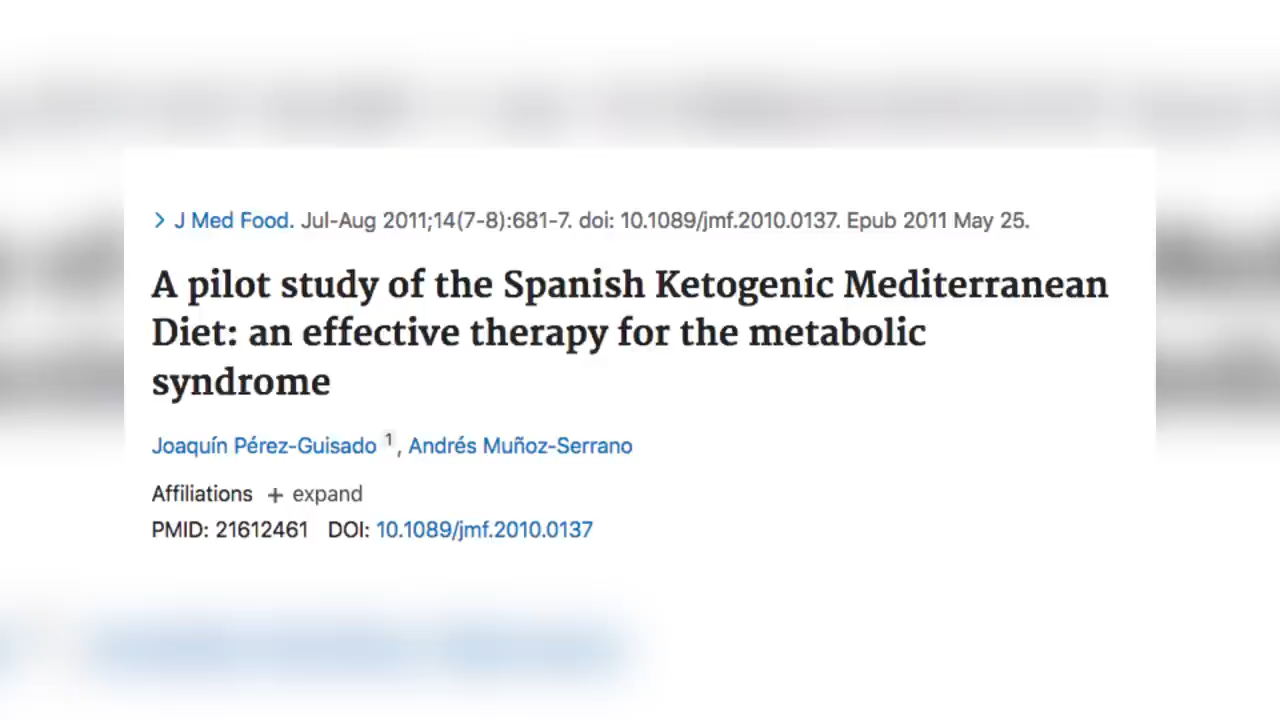 > J Med Food. Jul-Aug 2011;14(7-8):681-7. doi: 10.1089/jmf.2010.0137. Epub 2011 May 25.
A pilot study of the Spanish Ketogenic Mediterranean
Diet: an effective therapy for the metabolic
syndrome
Joaquín Pérez-Guisado 1, Andrés Muñoz-Serrano
Affiliations + expand
PMID: 21612461 DOI: 10.1089/jmf.2010.0137